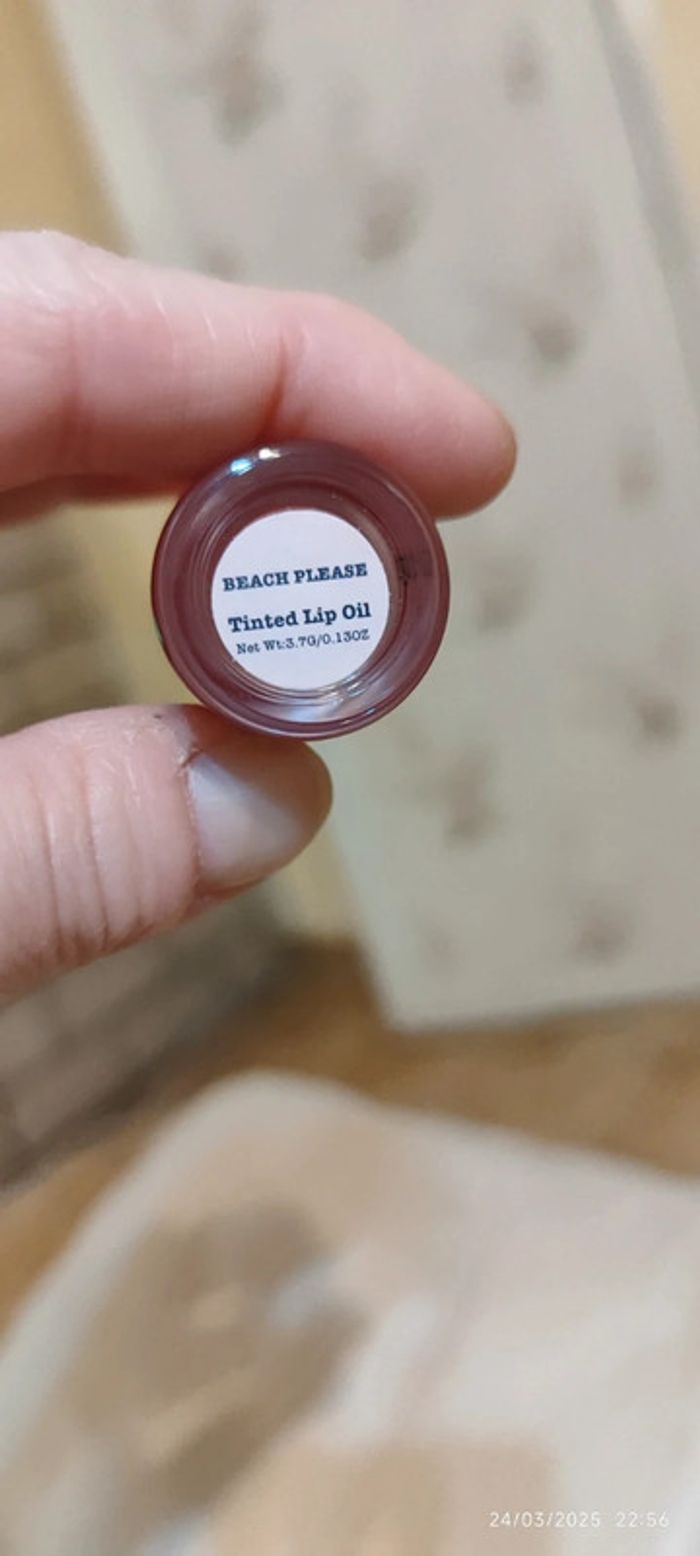 BEACH PLEASE
Tinted Lip Oil
Net Wt:3.7G/0.13OZ
24/03/2025 22:56